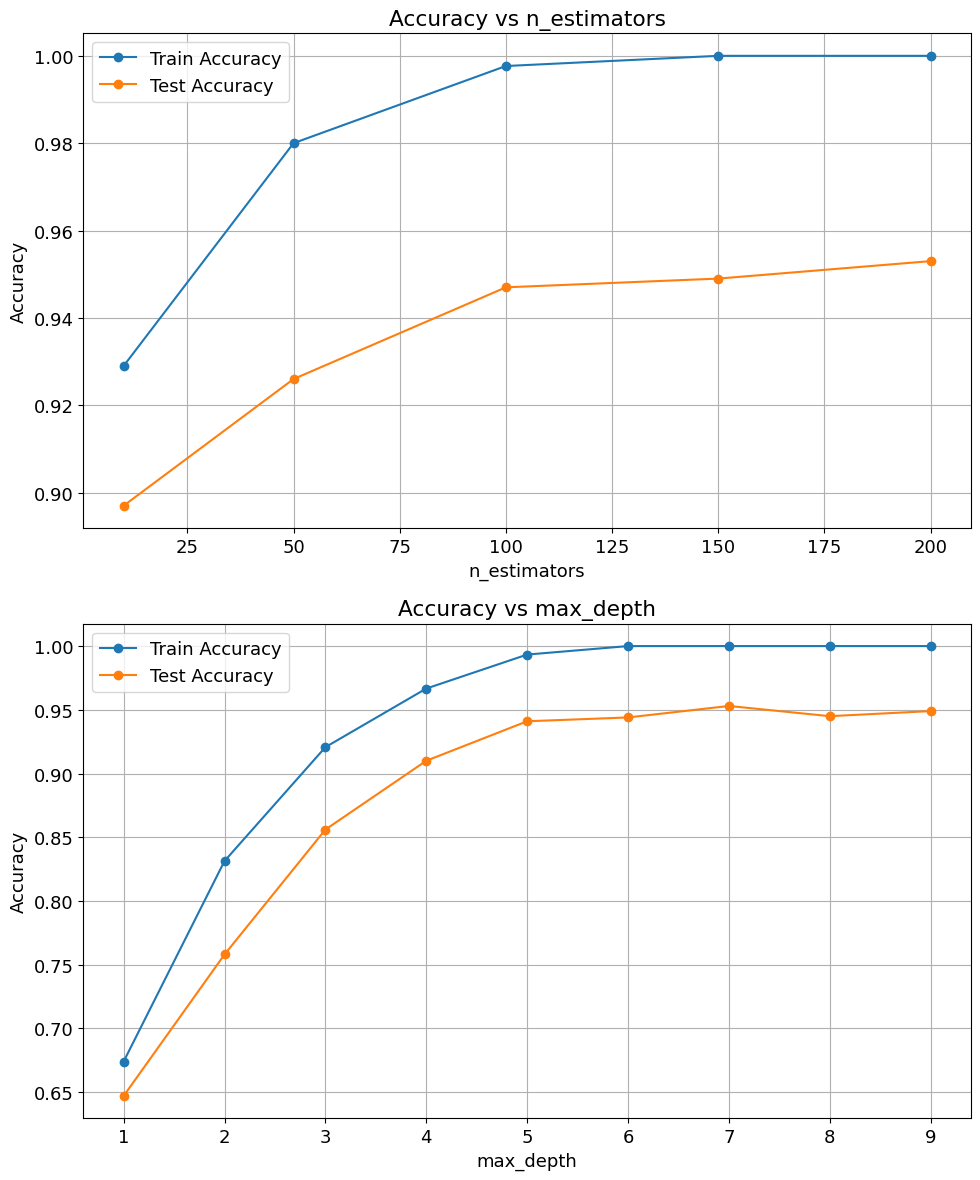 Accuracy vs n_estimators
Train Accuracy
Test Accuracy
Accuracy
1.00
0.98
0.96
0.94
0.92
0.90
25 50 75 100 125 150 175 200
n_estimators
Accuracy vs max_depth
Train Accuracy
Test Accuracy
Accuracy
1.00
0.95
0.90
0.85
0.80
0.75
0.70
0.65
1 2 3 4 5 6 7 8 9
max_depth